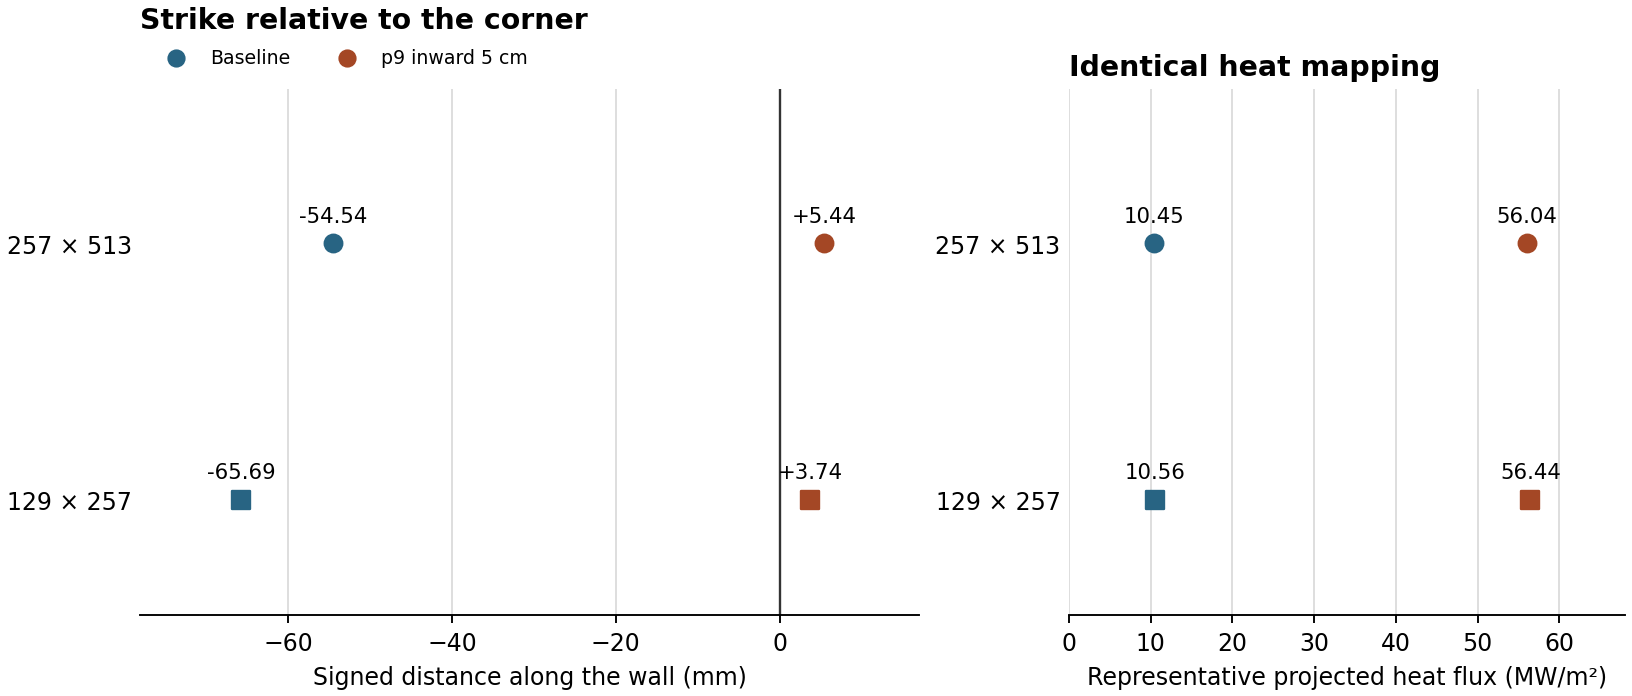 Strike relative to the corner
Baseline
p9 inward 5 cm
-54.54
+5.44
257 × 513
-65.69
+3.74
129 × 257
−60
−40
−20
0
Signed distance along the wall (mm)
Identical heat mapping
10.45
56.04
257 × 513
10.56
56.44
129 × 257
0
10
20
30
40
50
60
Representative projected heat flux (MW/m²)